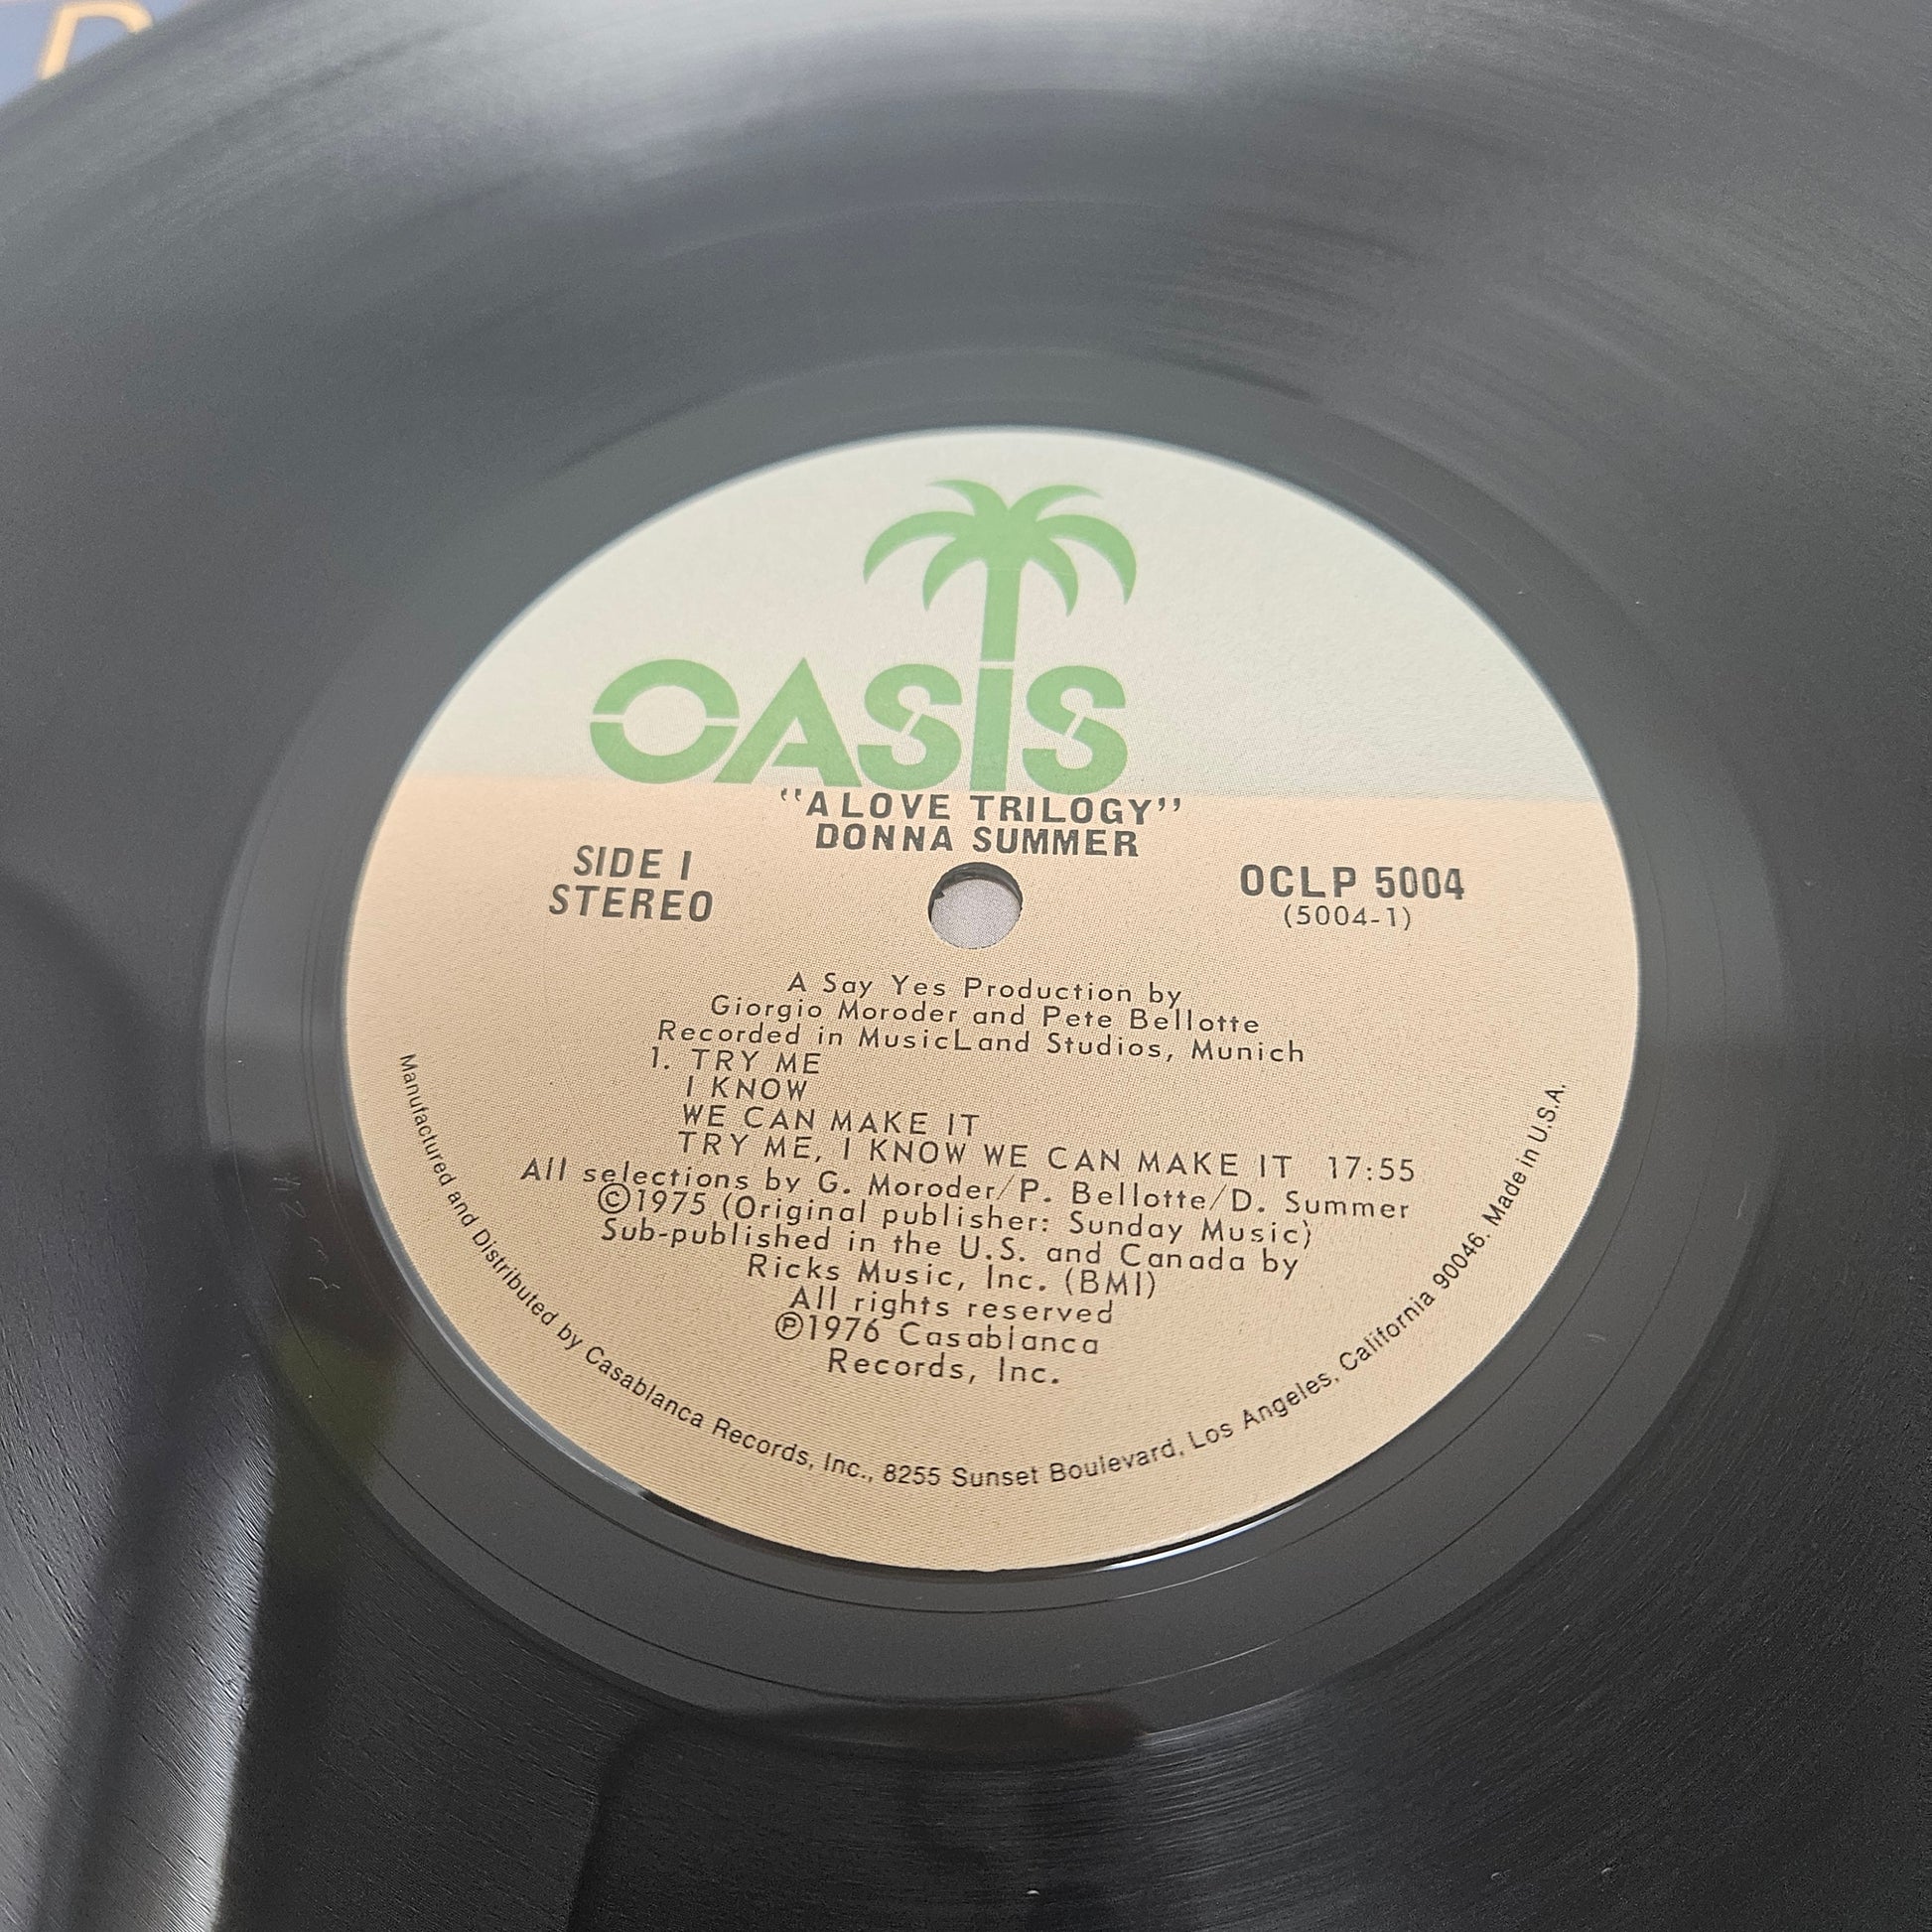 OASIS
"A LOVE TRILOGY"
DONNA SUMMER
SIDE 1
STEREO
OCLP 5004
(5004-1)
A Say Yes Production by
Giorgio Moroder and Pete Bellotte
Recorded in MusicLand Studios, Munich
1. TRY ME
I KNOW
WE CAN MAKE IT
TRY ME, I KNOW WE CAN MAKE IT 17:55
All selections by G. Moroder/P. Bellotte/D. Summer
©1975 (Original publisher: Sunday Music)
Sub-published in the U.S. and Canada by
Ricks Music, Inc. (BMI)
All rights reserved
℗1976 Casablanca
Records, Inc.
Manufactured and Distributed by Casablanca Records, Inc., 8255 Sunset Boulevard, Los Angeles, California 90046. Made in U.S.A.